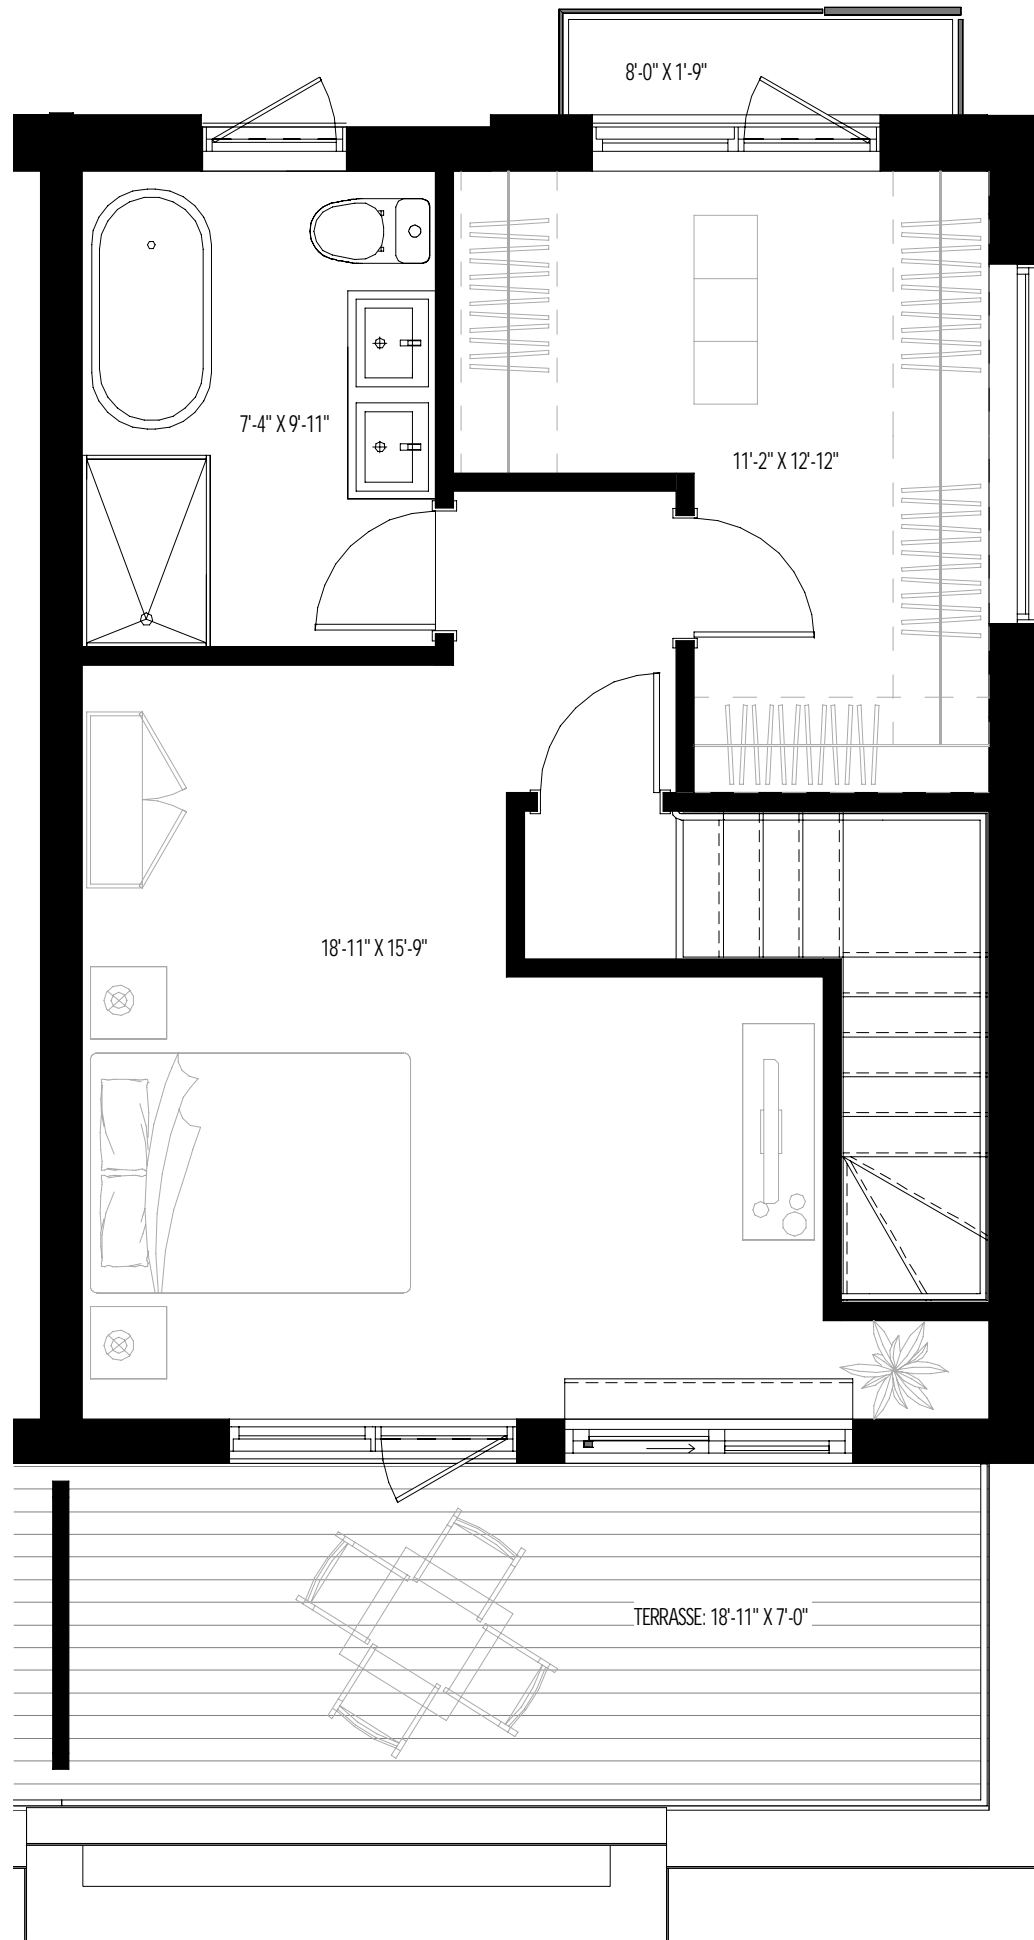 8'-0" X 1'-9"
7'-4" X 9'-11"
11'-2" X 12'-12"
18'-11" X 15'-9"
TERRASSE: 18'-11" X 7'-0"